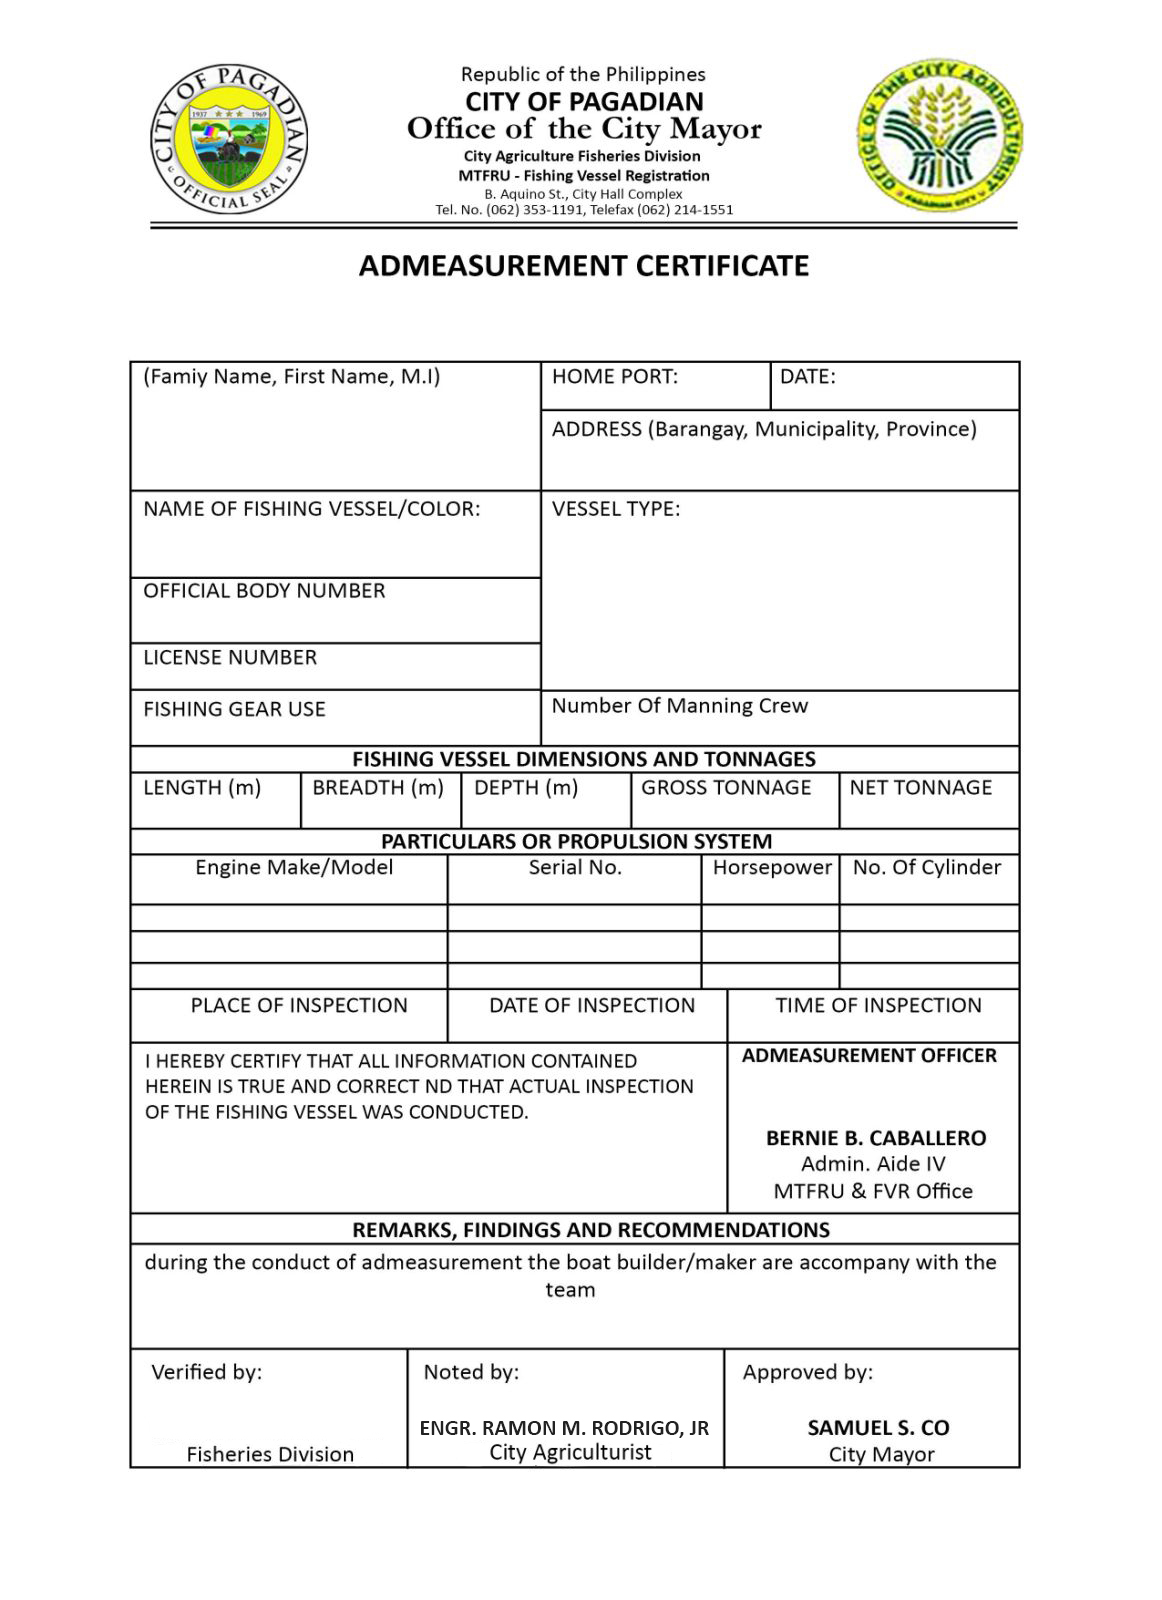 CITY OF PAGADIAN
1937 1969
OFFICIAL SEAL
Republic of the Philippines
CITY OF PAGADIAN
Office of the City Mayor
City Agriculture Fisheries Division
MTFRU - Fishing Vessel Registration
B. Aquino St., City Hall Complex
Tel. No. (062) 353-1191, Telefax (062) 214-1551
OFFICE OF THE CITY AGRICULTURIST
PAGADIAN CITY
ADMEASUREMENT CERTIFICATE
(Famiy Name, First Name, M.I)
HOME PORT:
DATE:
ADDRESS (Barangay, Municipality, Province)
NAME OF FISHING VESSEL/COLOR:
VESSEL TYPE:
OFFICIAL BODY NUMBER
LICENSE NUMBER
FISHING GEAR USE
Number Of Manning Crew
FISHING VESSEL DIMENSIONS AND TONNAGES
LENGTH (m)
BREADTH (m)
DEPTH (m)
GROSS TONNAGE
NET TONNAGE
PARTICULARS OR PROPULSION SYSTEM
Engine Make/Model
Serial No.
Horsepower
No. Of Cylinder
PLACE OF INSPECTION
DATE OF INSPECTION
TIME OF INSPECTION
I HEREBY CERTIFY THAT ALL INFORMATION CONTAINED
HEREIN IS TRUE AND CORRECT ND THAT ACTUAL INSPECTION
OF THE FISHING VESSEL WAS CONDUCTED.
ADMEASUREMENT OFFICER
BERNIE B. CABALLERO
Admin. Aide IV
MTFRU & FVR Office
REMARKS, FINDINGS AND RECOMMENDATIONS
during the conduct of admeasurement the boat builder/maker are accompany with the
team
Verified by:
Fisheries Division
Noted by:
ENGR. RAMON M. RODRIGO, JR
City Agriculturist
Approved by:
SAMUEL S. CO
City Mayor